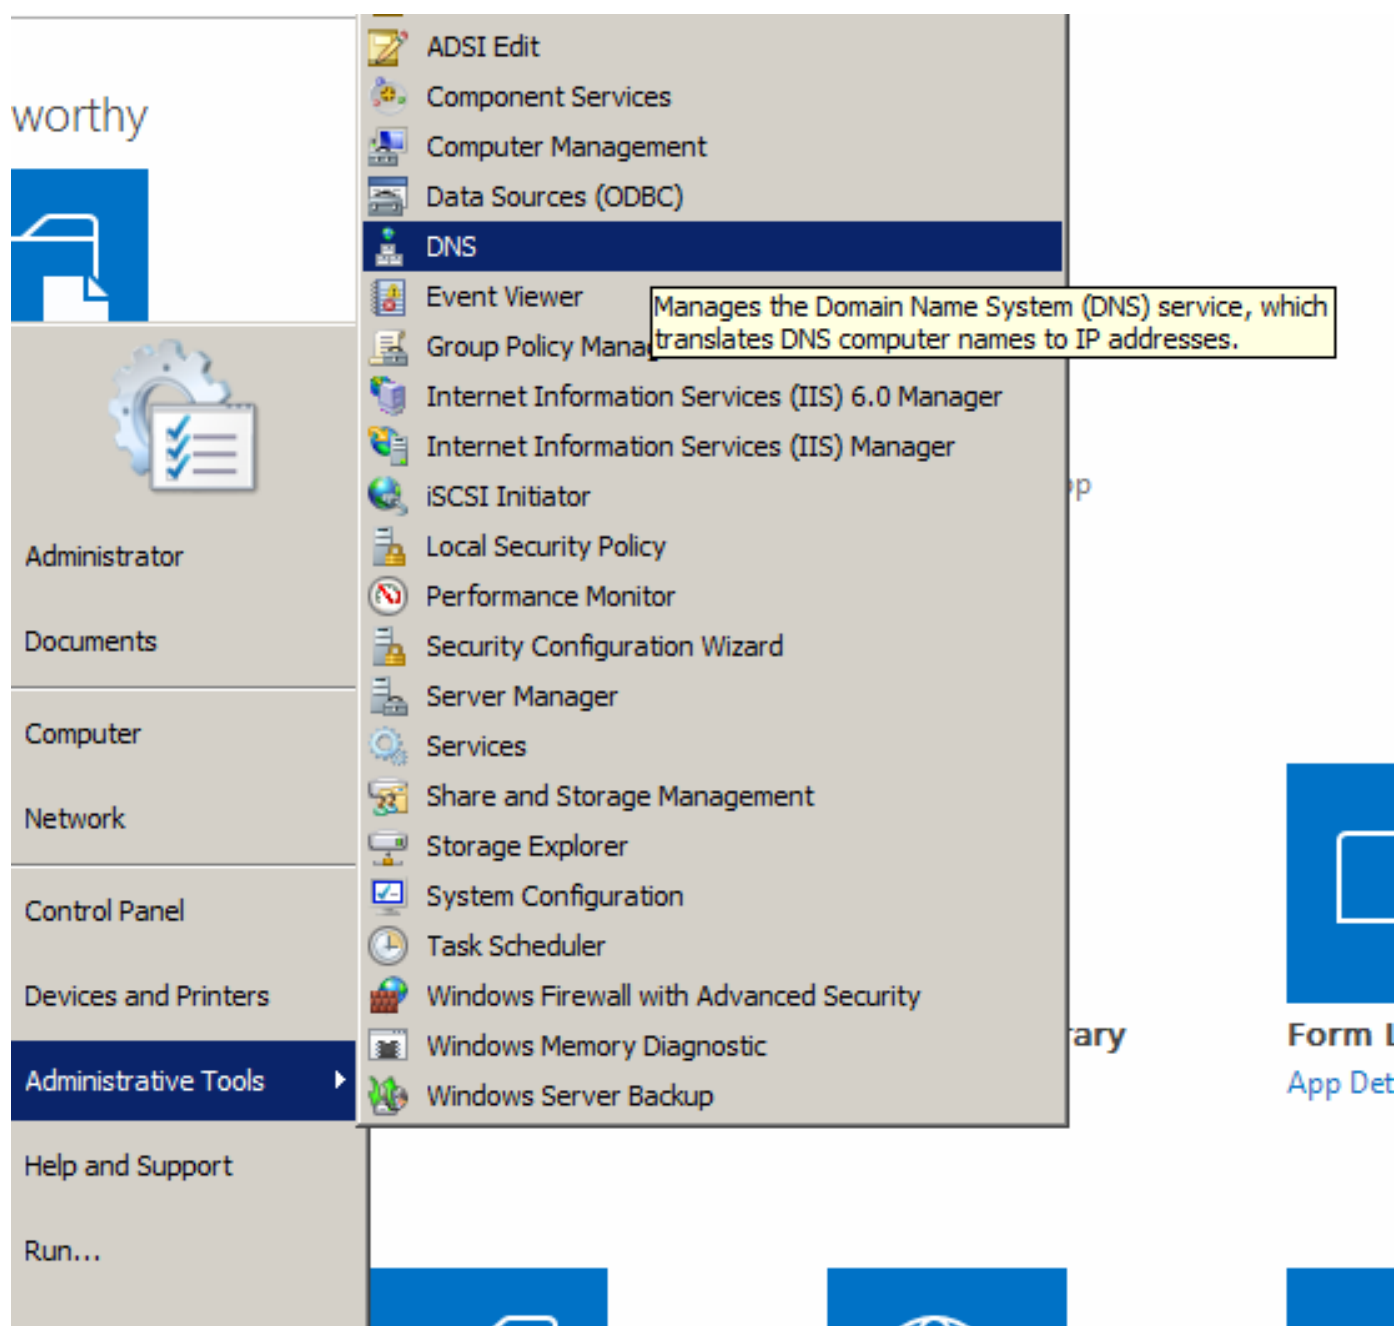 worthy
Administrator
Documents
Computer
Network
Control Panel
Devices and Printers
Administrative Tools
Help and Support
Run...
ADSI Edit
Component Services
Computer Management
Data Sources (ODBC)
DNS
Event Viewer
Group Policy Mana
Manages the Domain Name System (DNS) service, which
translates DNS computer names to IP addresses.
Internet Information Services (IIS) 6.0 Manager
Internet Information Services (IIS) Manager
iSCSI Initiator
Local Security Policy
Performance Monitor
Security Configuration Wizard
Server Manager
Services
Share and Storage Management
Storage Explorer
System Configuration
Task Scheduler
Windows Firewall with Advanced Security
Windows Memory Diagnostic
Windows Server Backup
ary
Form L
App Det